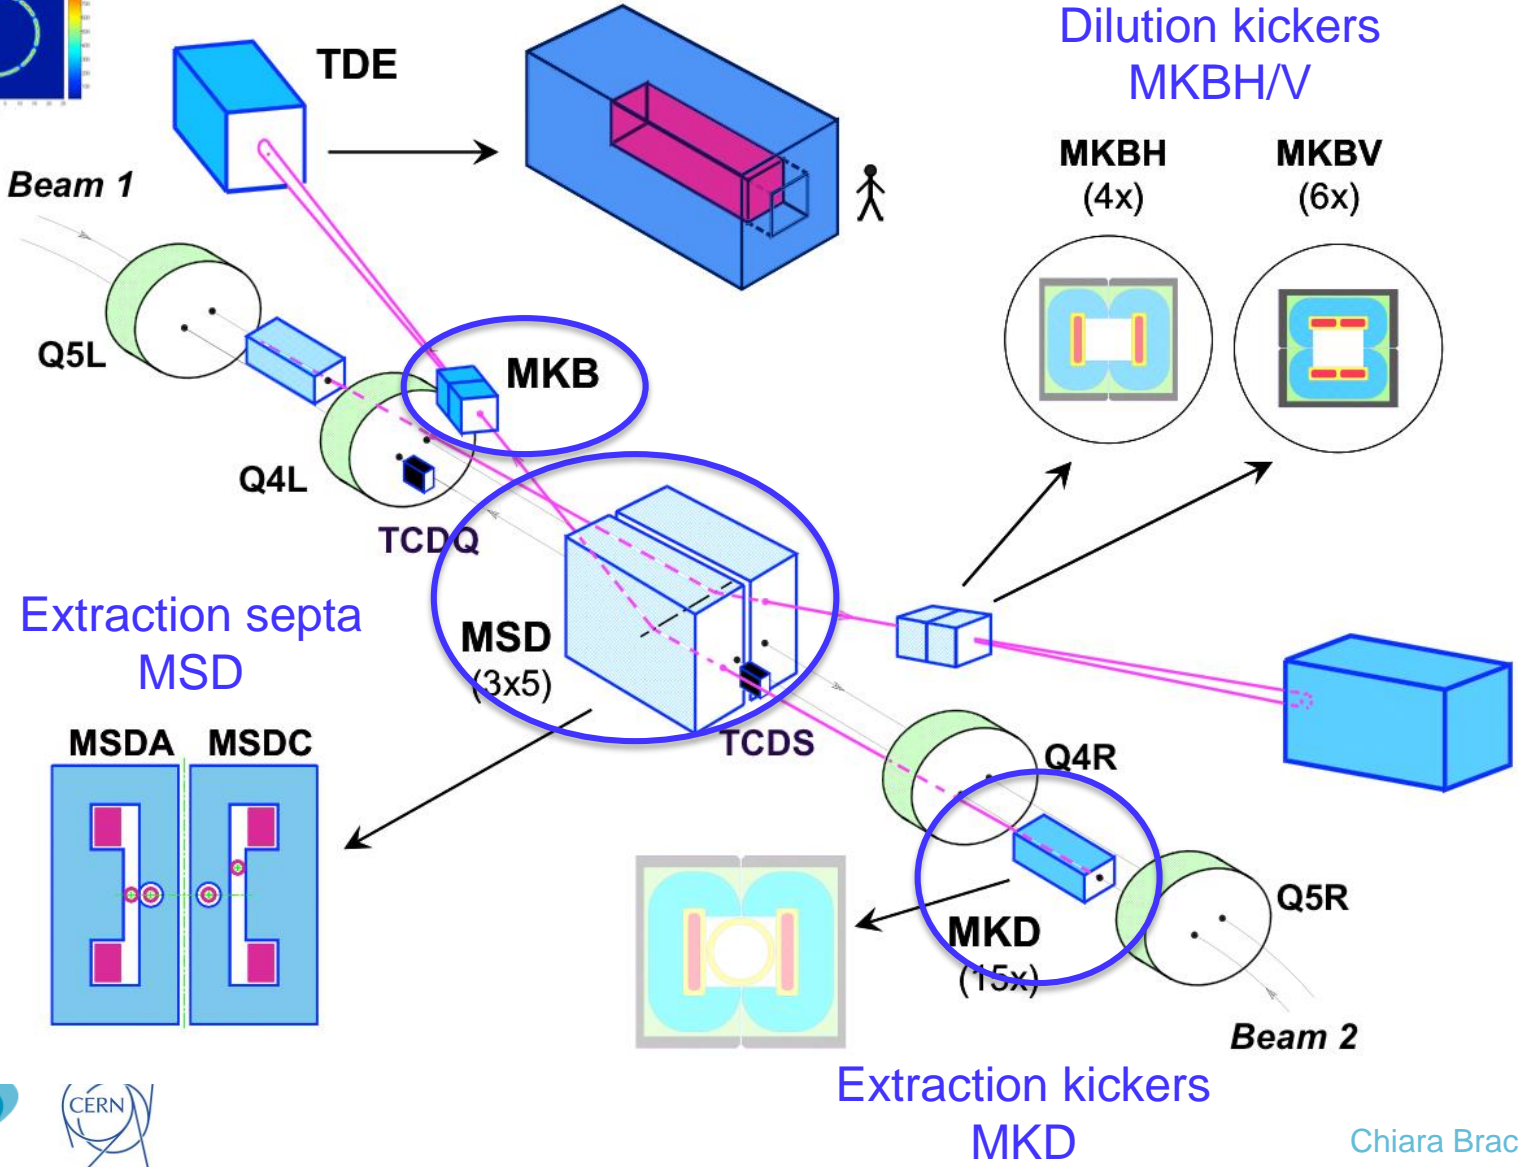 Dilution kickers
MKBH/V
TDE
MKBH
(4x)
MKBV
(6x)
Beam 1
Q5L
MKB
Q4L
TCDQ
Extraction septa
MSD
MSD
(3x5)
TCDS
MSDA
MSDC
Q4R
Q5R
MKD
(15x)
Beam 2
Extraction kickers
MKD
CERN
Chiara Brac